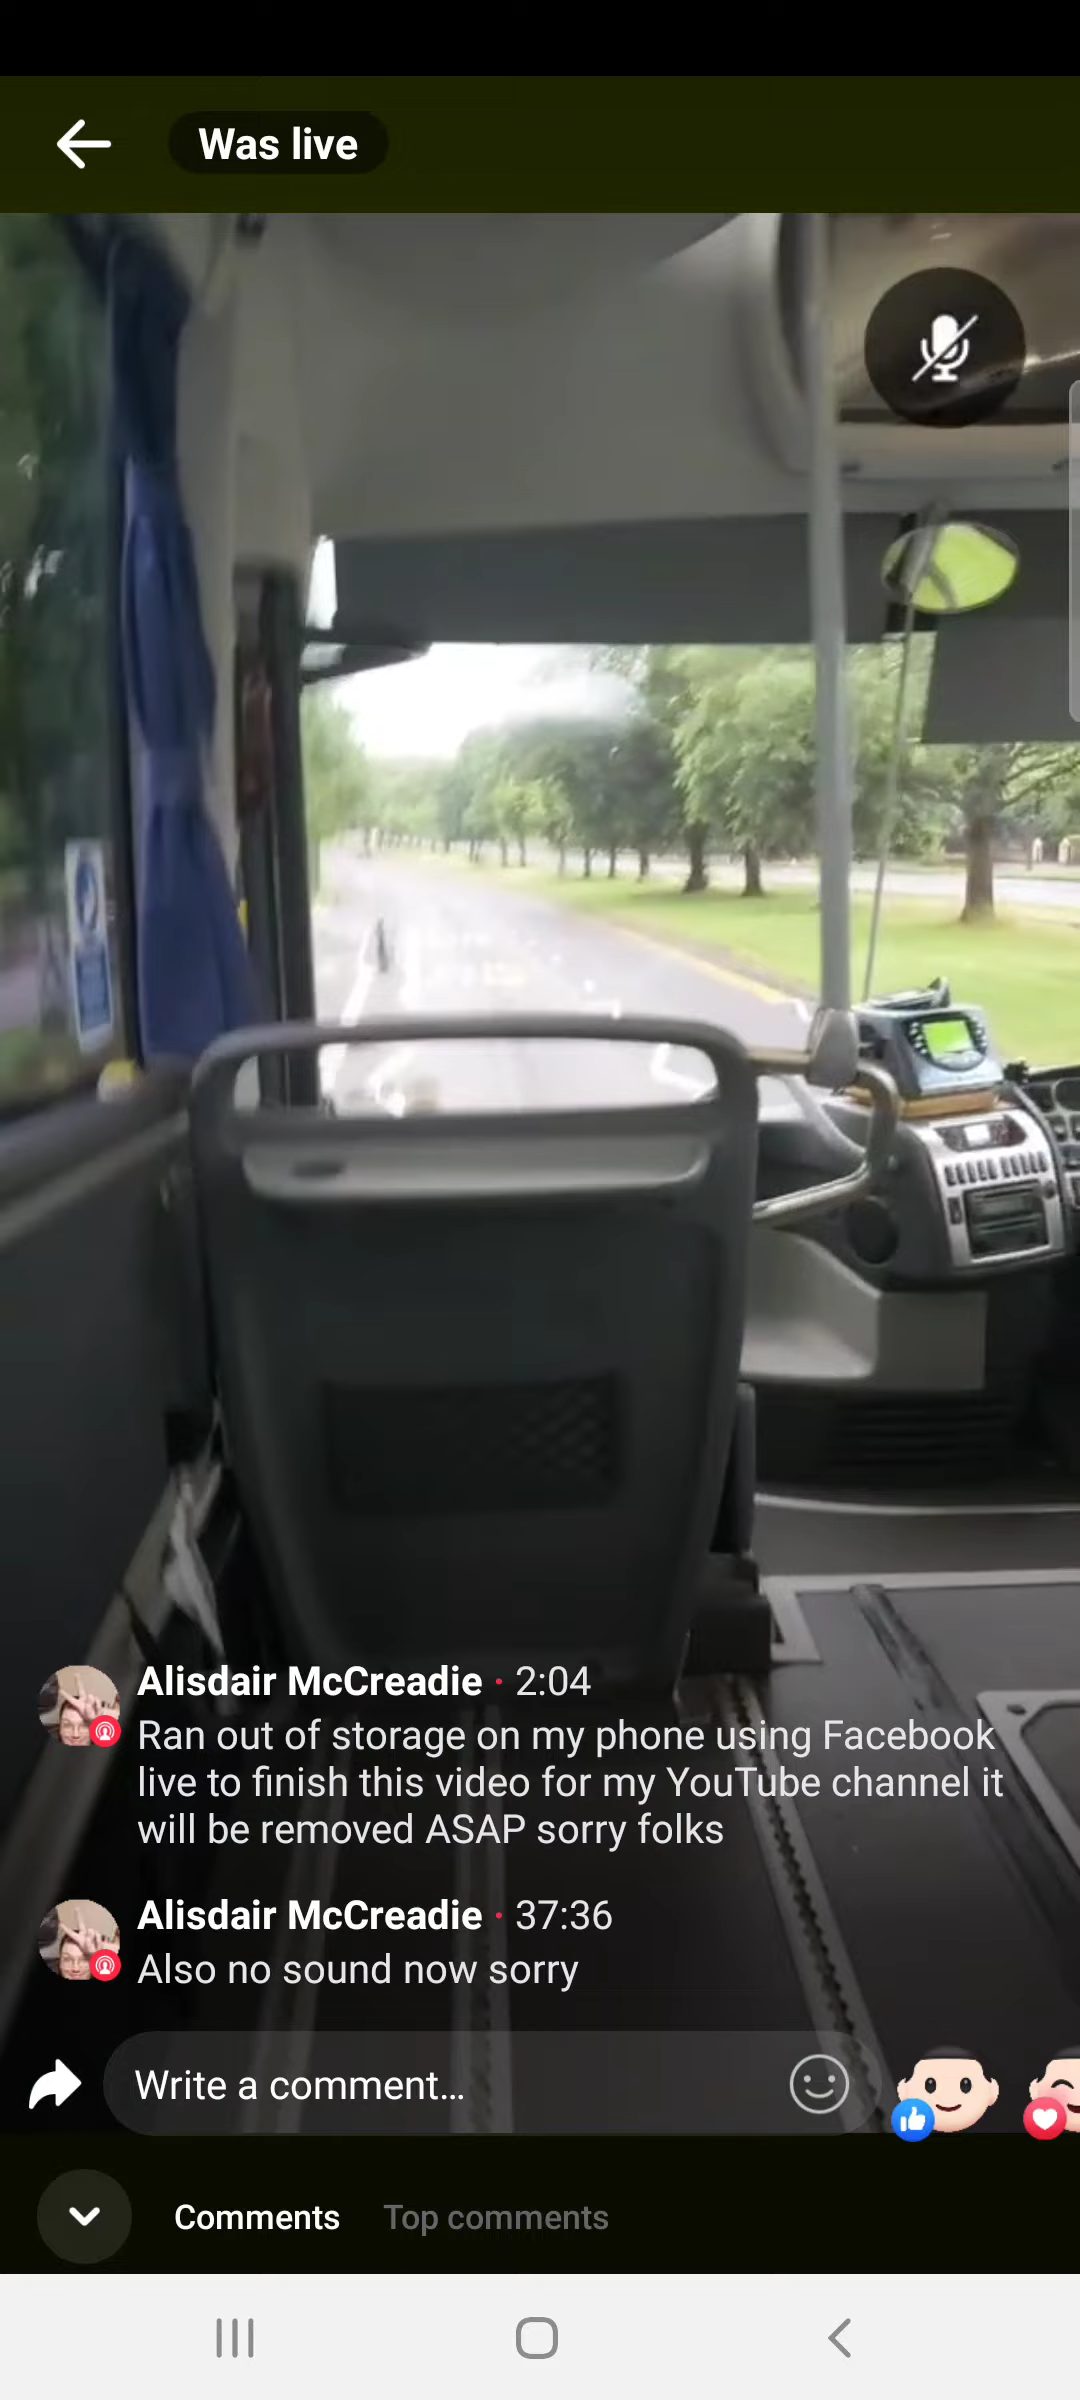 Was live
Alisdair McCreadie · 2:04
Ran out of storage on my phone using Facebook
live to finish this video for my YouTube channel it
will be removed ASAP sorry folks
Alisdair McCreadie · 37:36
Also no sound now sorry
Write a comment...
Comments Top comments